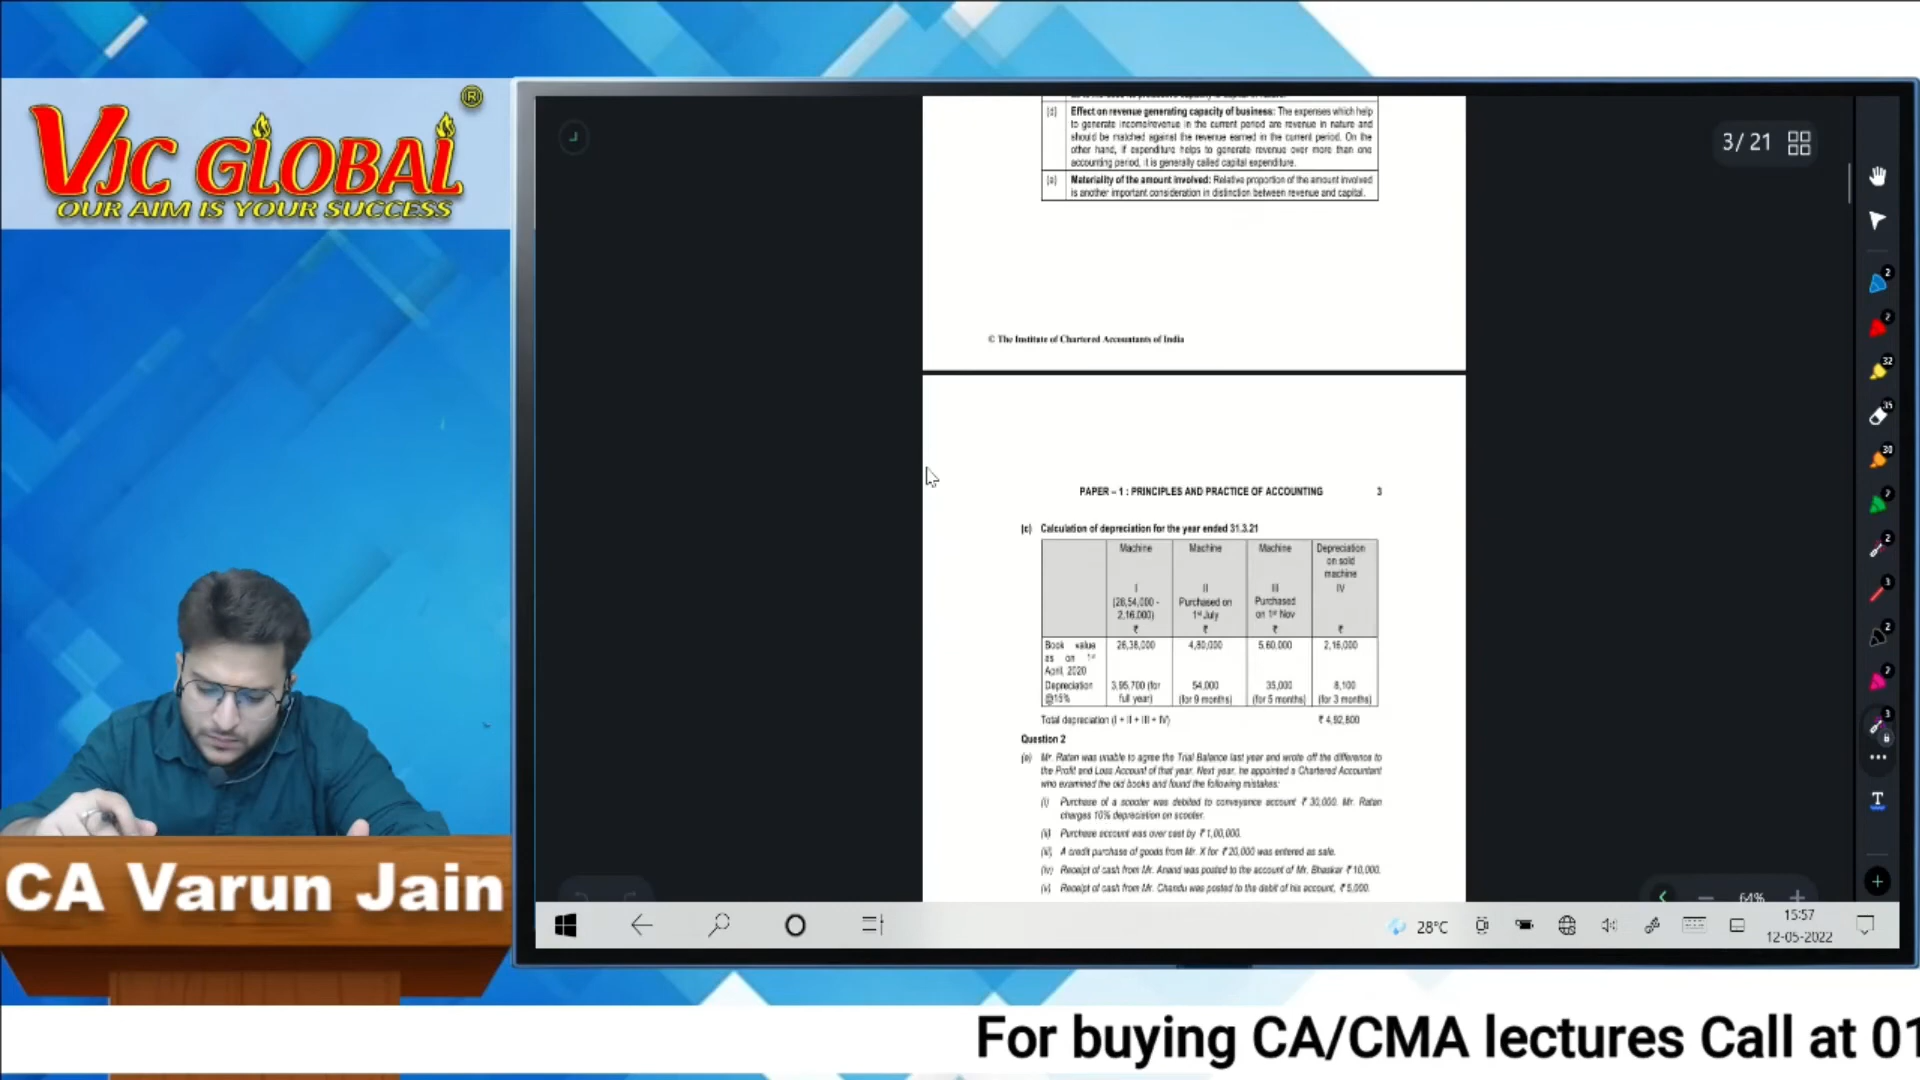 VJC GLOBAL ®
OUR AIM IS YOUR SUCCESS
CA Varun Jain
3/ 21
(d) Effect on revenue generating capacity of business: The expenses which help
to generate income/revenue in the current period are revenue in nature and
should be matched against the revenue earned in the current period. On the
other hand, if expenditure helps to generate revenue over more than one
accounting period, it is generally called capital expenditure.
(e) Materiality of the amount involved: Relative proportion of the amount involved
is another important consideration in distinction between revenue and capital.
© The Institute of Chartered Accountants of India
PAPER – 1 : PRINCIPLES AND PRACTICE OF ACCOUNTING 3
(c) Calculation of depreciation for the year ended 31.3.21
Machine Machine Machine Depreciation
on sold
machine
I II III IV
(28,54,000 - Purchased on Purchased
2,16,000) 1st July on 1st Nov
₹ ₹ ₹ ₹
Book value 26,38,000 4,80,000 5,60,000 2,16,000
as on 1st
April, 2020
Depreciation 3,95,700 (for 54,000 35,000 8,100
@15% full year) (for 9 months) (for 5 months) (for 3 months)
Total depreciation (I + II + III + IV) ₹ 4,92,800
Question 2
(a) Mr. Ratan was unable to agree the Trial Balance last year and wrote off the difference to
the Profit and Loss Account of that year. Next year, he appointed a Chartered Accountant
who examined the old books and found the following mistakes:
(i) Purchase of a scooter was debited to conveyance account ₹ 30,000. Mr. Ratan
charges 10% depreciation on scooter.
(ii) Purchase account was over cast by ₹ 1,00,000.
(iii) A credit purchase of goods from Mr. X for ₹ 20,000 was entered as sale.
(iv) Receipt of cash from Mr. Anand was posted to the account of Mr. Bhaskar ₹ 10,000.
(v) Receipt of cash from Mr. Chandu was posted to the debit of his account, ₹ 5,000.
2
2
32
35
30
2
3
2
2
3
T
64%
28°C
15:57
12-05-2022
For buying CA/CMA lectures Call at 01